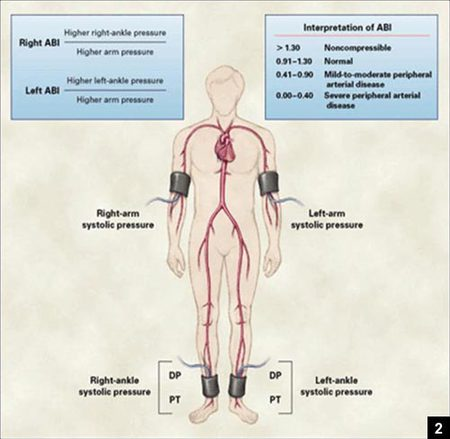 Right ABI
Higher right-ankle pressure
Higher arm pressure
Left ABI
Higher left-ankle pressure
Higher arm pressure
Interpretation of ABI
> 1.30 Noncompressible
0.91–1.30 Normal
0.41–0.90 Mild-to-moderate peripheral
arterial disease
0.00–0.40 Severe peripheral arterial
disease
Right-arm
systolic pressure
Left-arm
systolic pressure
Right-ankle
systolic pressure
DP
PT
DP
PT
Left-ankle
systolic pressure
2